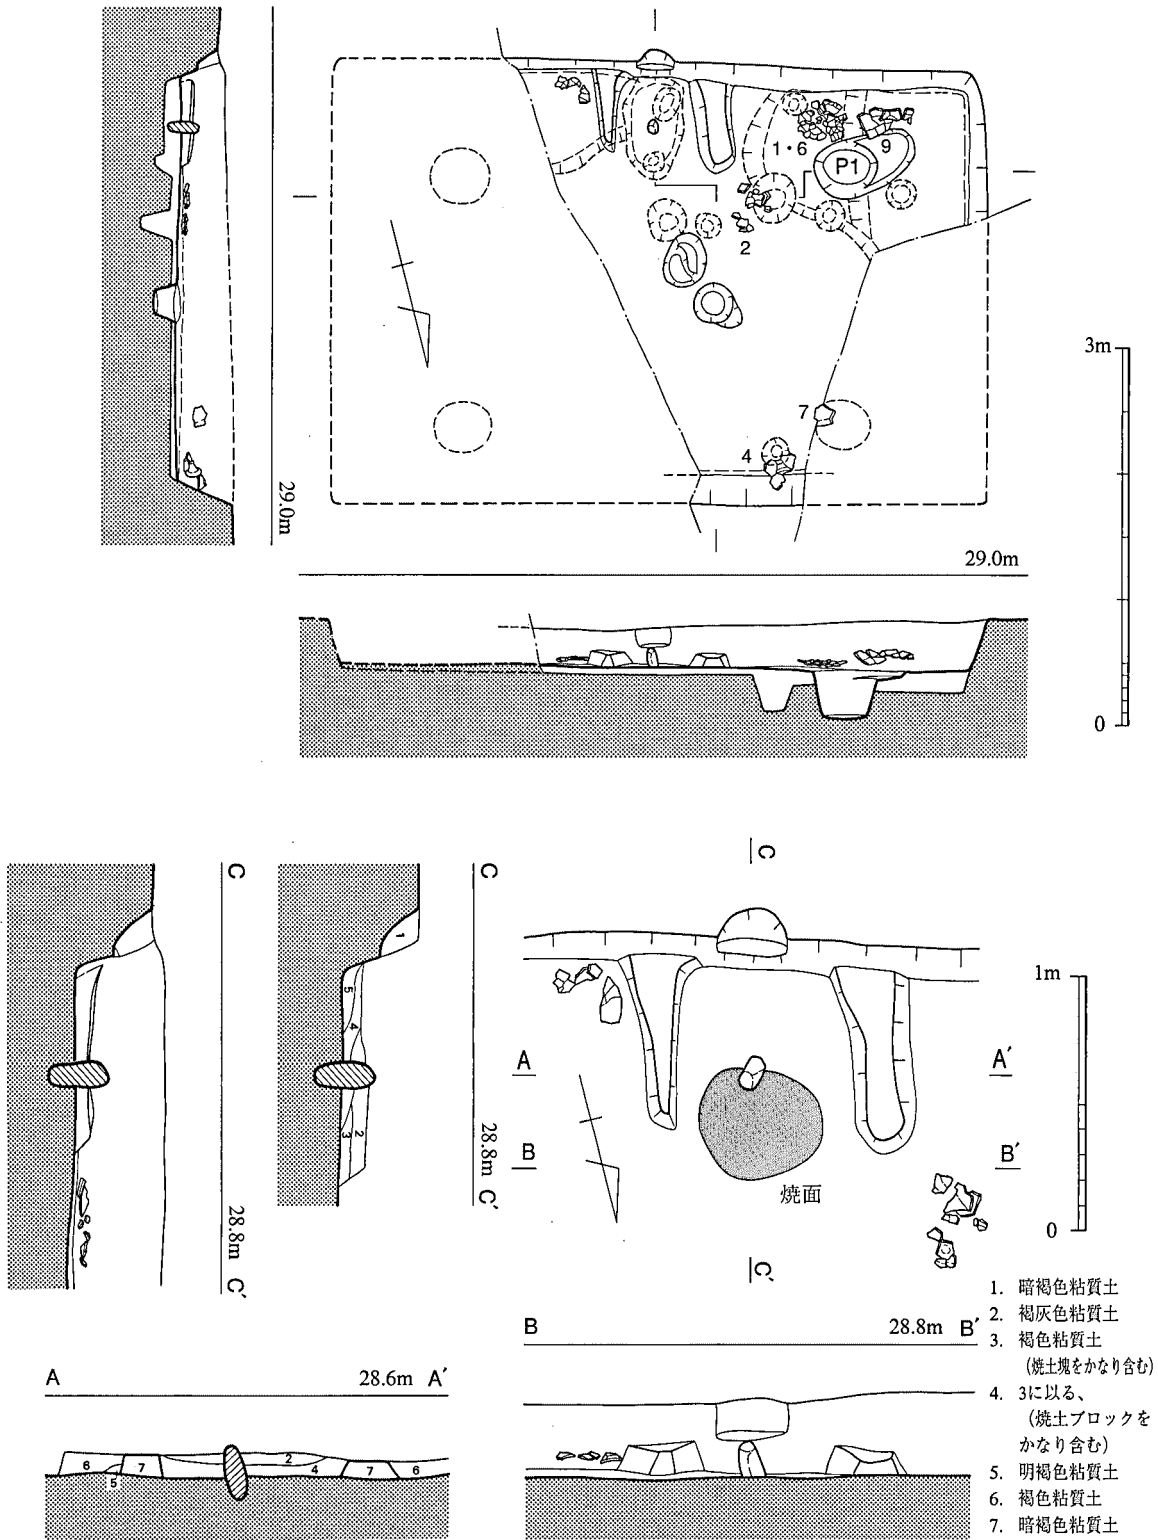 1・6
9
P1
2
7
4
3m
0
29.0m
29.0m
C
C
C
1
5
4
3
2
1m
A
A′
B
B′
28.8m
C′
28.8m
C′
焼面
0
C′
1. 暗褐色粘質土
2. 褐灰色粘質土
3. 褐色粘質土
(焼土塊をかなり含む)
4. 3に以る、
(焼土ブロックを
かなり含む)
5. 明褐色粘質土
6. 褐色粘質土
7. 暗褐色粘質土
B
28.8m B′
A
28.6m A′
6
5
7
2
4
7
6